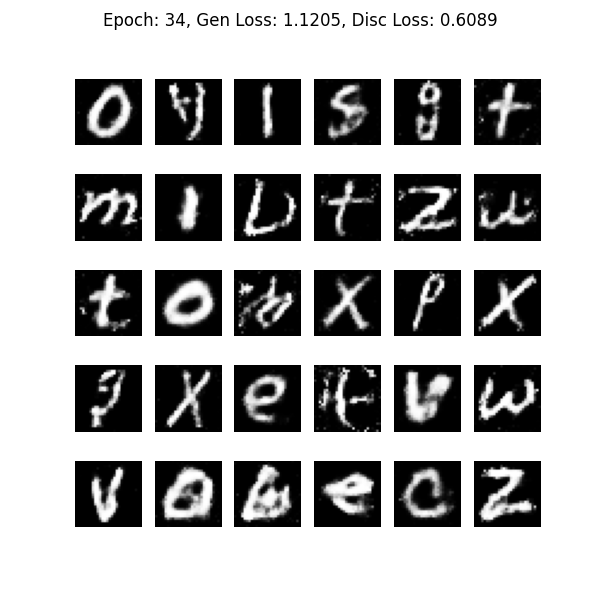 Epoch: 34, Gen Loss: 1.1205, Disc Loss: 0.6089
O I S t
m I t Z u
t O X p X
X e w
V e C Z